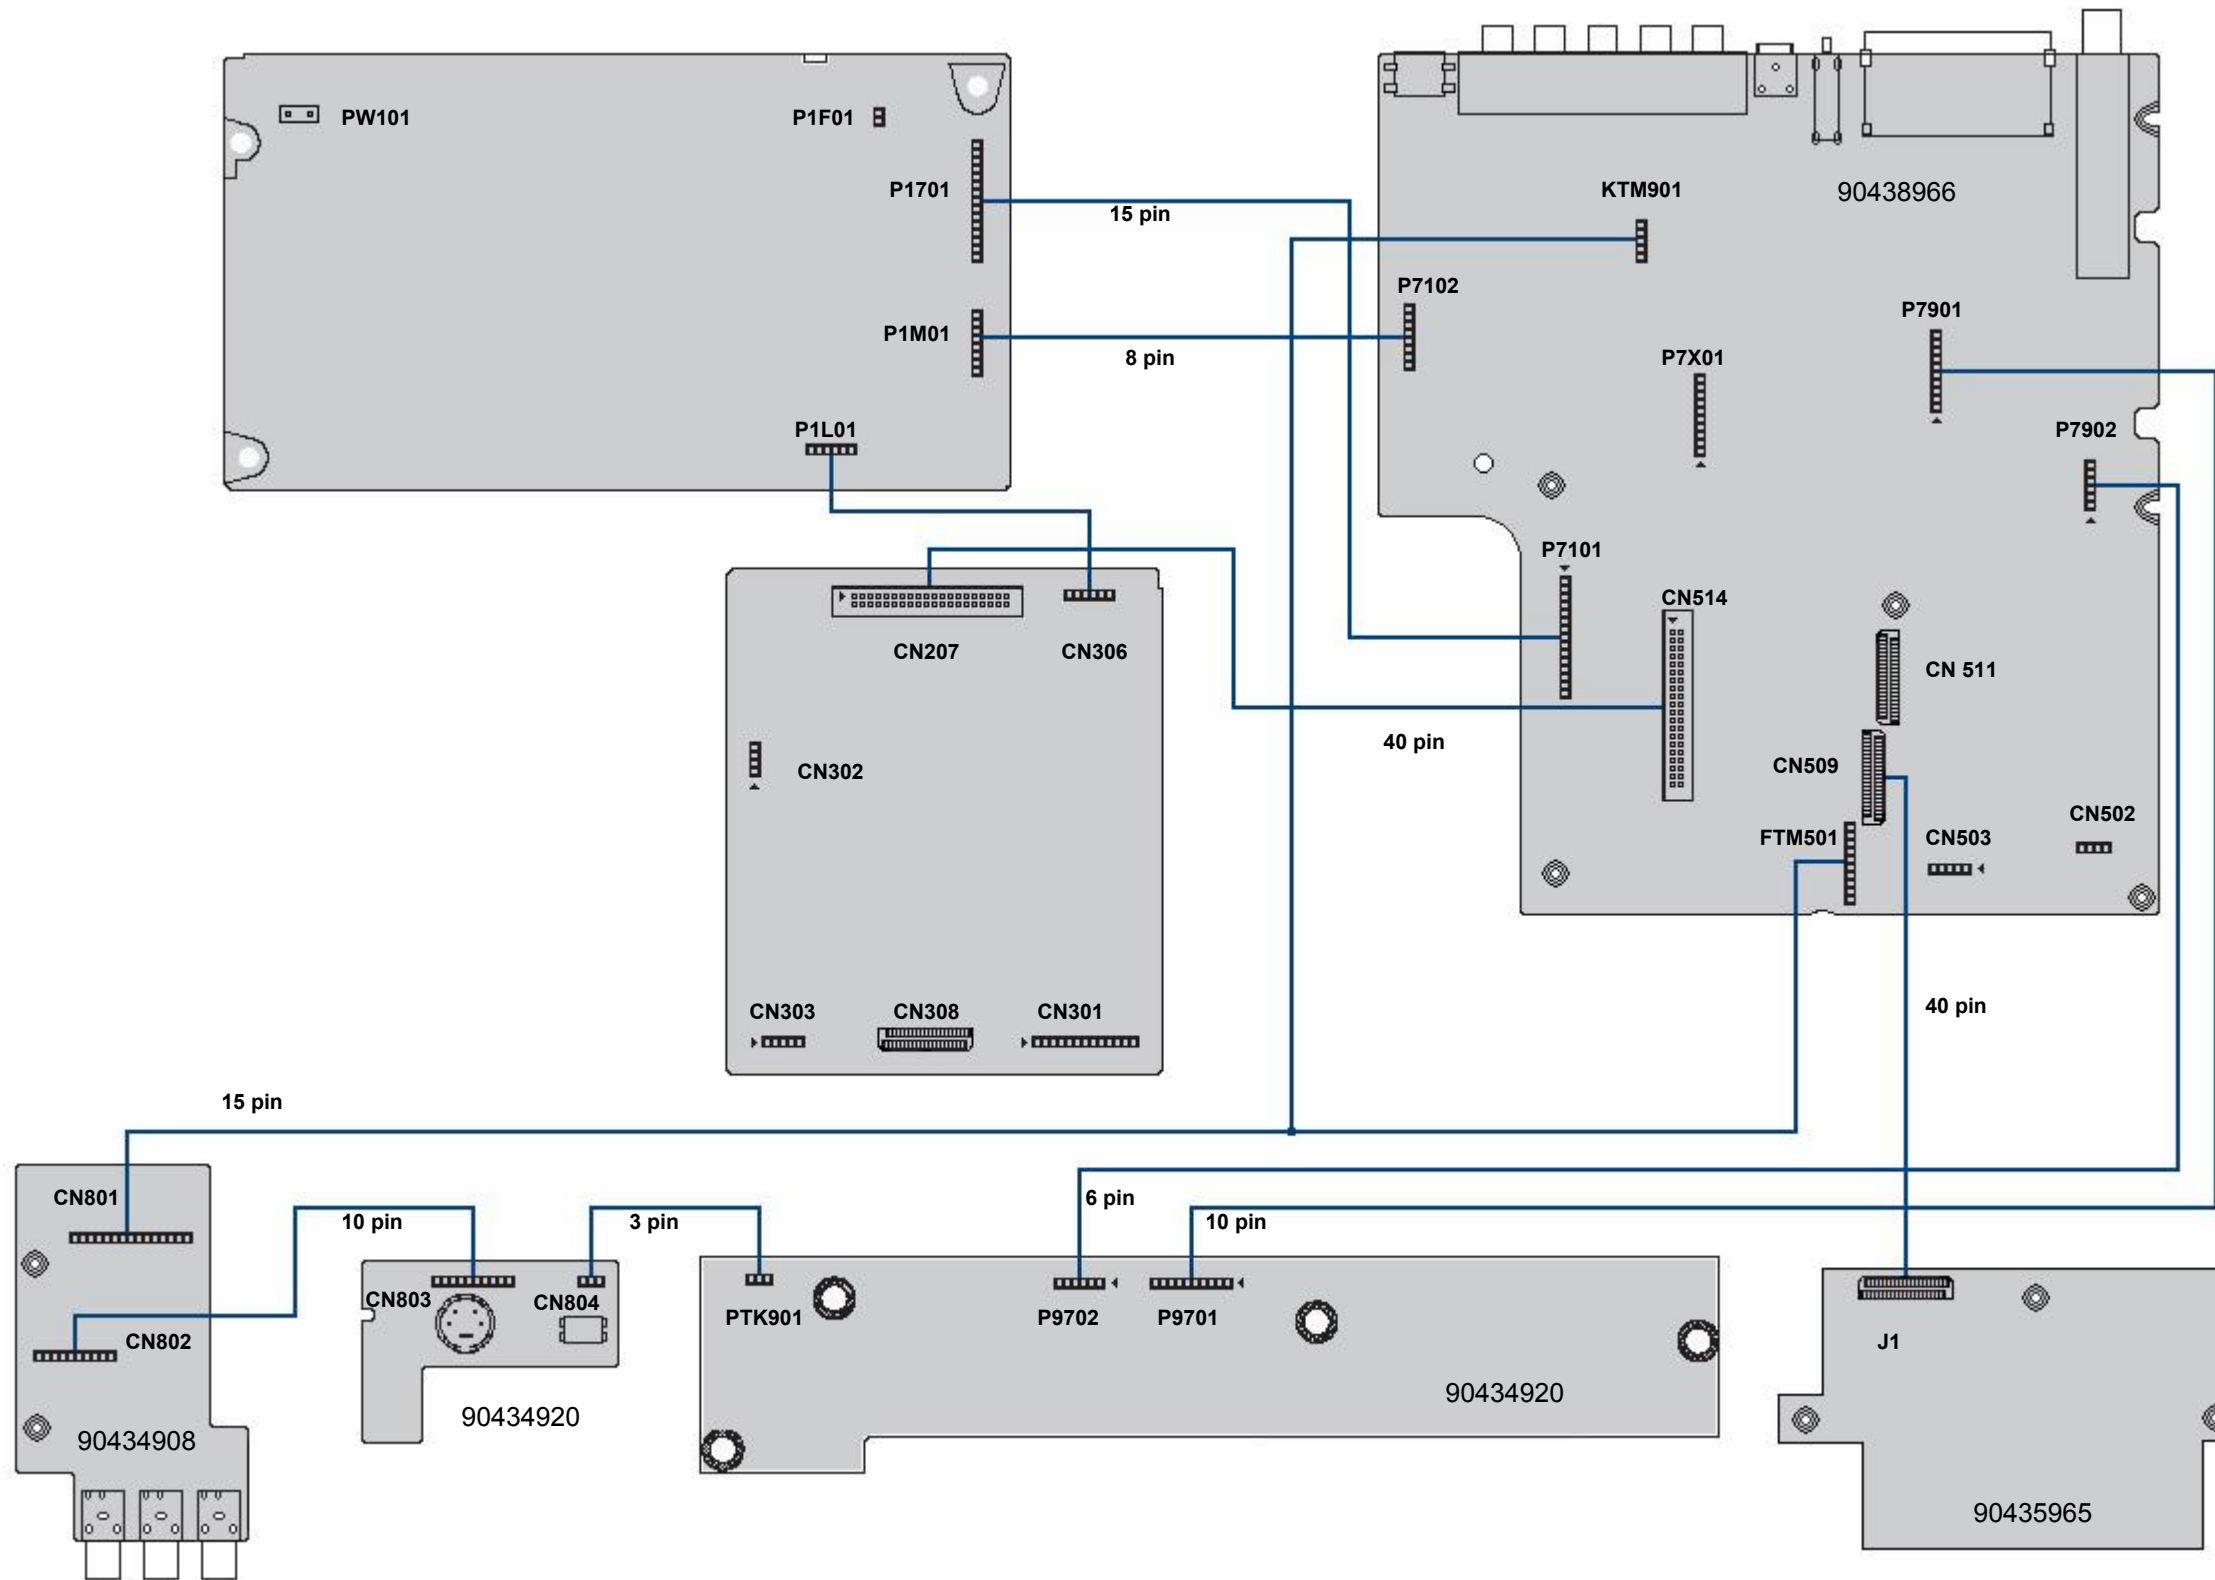 PW101
P1F01
P1701
15 pin
KTM901
90438966
P7102
P7901
P1M01
8 pin
P7X01
P1L01
P7902
P7101
CN514
CN207
CN306
CN 511
40 pin
CN302
CN509
CN502
FTM501
CN503
40 pin
CN303
CN308
CN301
15 pin
CN801
10 pin
3 pin
6 pin
10 pin
CN803
CN804
PTK901
P9702
P9701
CN802
J1
90434920
90434920
90434908
90435965